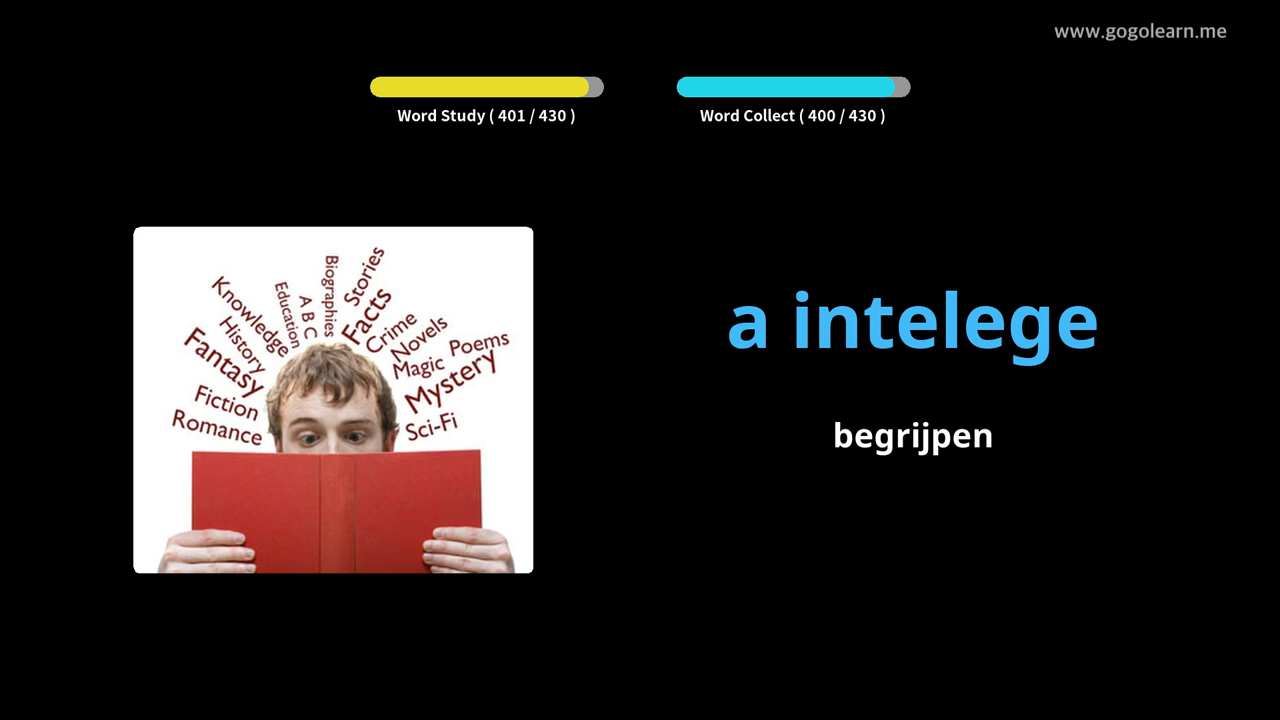 www.gogolearn.me
Word Study ( 401 / 430 )
Word Collect ( 400 / 430 )
Knowledge
Education
A B C
Biographies
Stories
Facts
History
Crime
Novels
Fantasy
Magic
Poems
Mystery
Fiction
Romance
Sci-Fi
a intelege
begrijpen